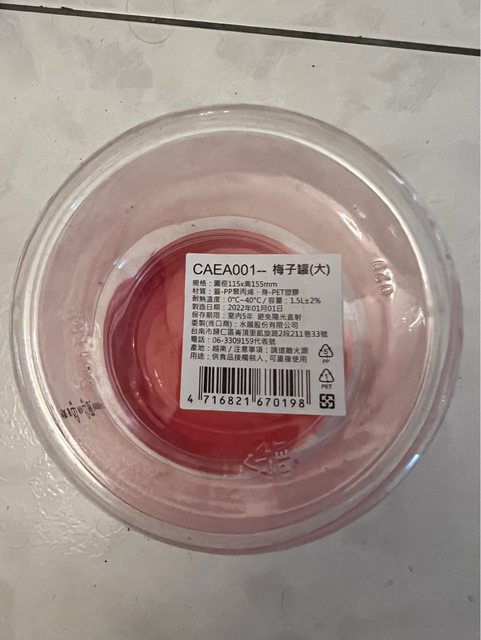 CAEA001-- 梅子罐(大)
規格：圍徑115x高155mm
材質：蓋-PP聚丙烯‧身-PET塑膠
耐熱溫度：0°C~40°C / 容量：1.5L±2%
製造日期：2022年01月01日
保存期限：室內5年 避免陽光直射
委製(進口商)：水順股份有限公司
台南市歸仁區崙頂里凱旋路2段211巷33號
電話：06-3309159代表號
產地：越南 / 注意事項：請遠離火源
用途：供食品接觸裝人，可重複使用
5
PP
1
PET
4 716821 670198
020